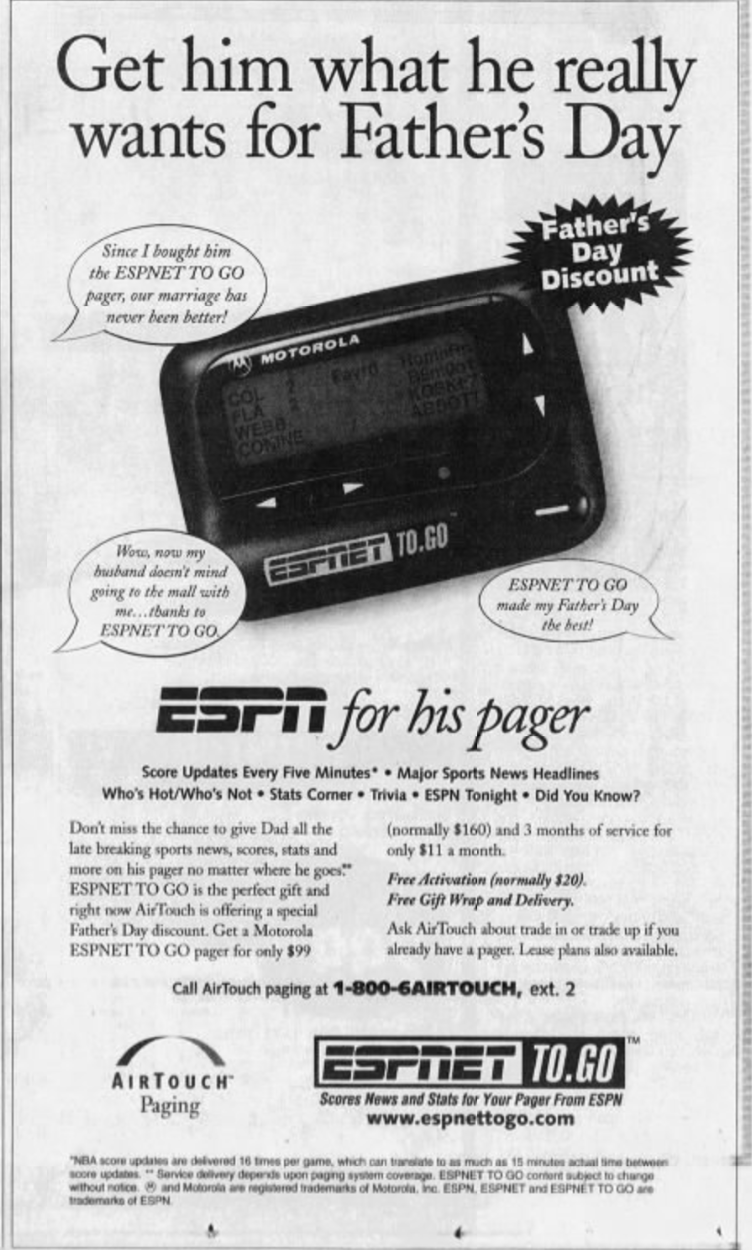 Get him what he really
wants for Father's Day
Father's
Day
Discount
Since I bought him
the ESPNET TO GO
pager, our marriage has
never been better!
MOTOROLA
COL 2
FLA
WEBB
CONINE
ABBOTT
ESPNET TO.GO
Wow, now my
husband doesn't mind
going to the mall with
me...thanks to
ESPNET TO GO.
ESPNET TO GO
made my Father's Day
the best!
ESPN for his pager
Score Updates Every Five Minutes* • Major Sports News Headlines
Who's Hot/Who's Not • Stats Corner • Trivia • ESPN Tonight • Did You Know?
Don't miss the chance to give Dad all the
late breaking sports news, scores, stats and
more on his pager no matter where he goes.**
ESPNET TO GO is the perfect gift and
right now AirTouch is offering a special
Father's Day discount. Get a Motorola
ESPNET TO GO pager for only $99
(normally $160) and 3 months of service for
only $11 a month.
Free Activation (normally $20).
Free Gift Wrap and Delivery.
Ask AirTouch about trade in or trade up if you
already have a pager. Lease plans also available.
Call AirTouch paging at 1-800-6AIRTOUCH, ext. 2
AIRTOUCH™
Paging
ESPNET TO.GO™
Scores News and Stats for Your Pager From ESPN
www.espnettogo.com
*NBA score updates are delivered 16 times per game, which can translate to as much as 15 minutes actual time between
score updates. ** Service delivery depends upon paging system coverage. ESPNET TO GO content subject to change
without notice. Ⓜ and Motorola are registered trademarks of Motorola, Inc. ESPN, ESPNET and ESPNET TO GO are
trademarks of ESPN.